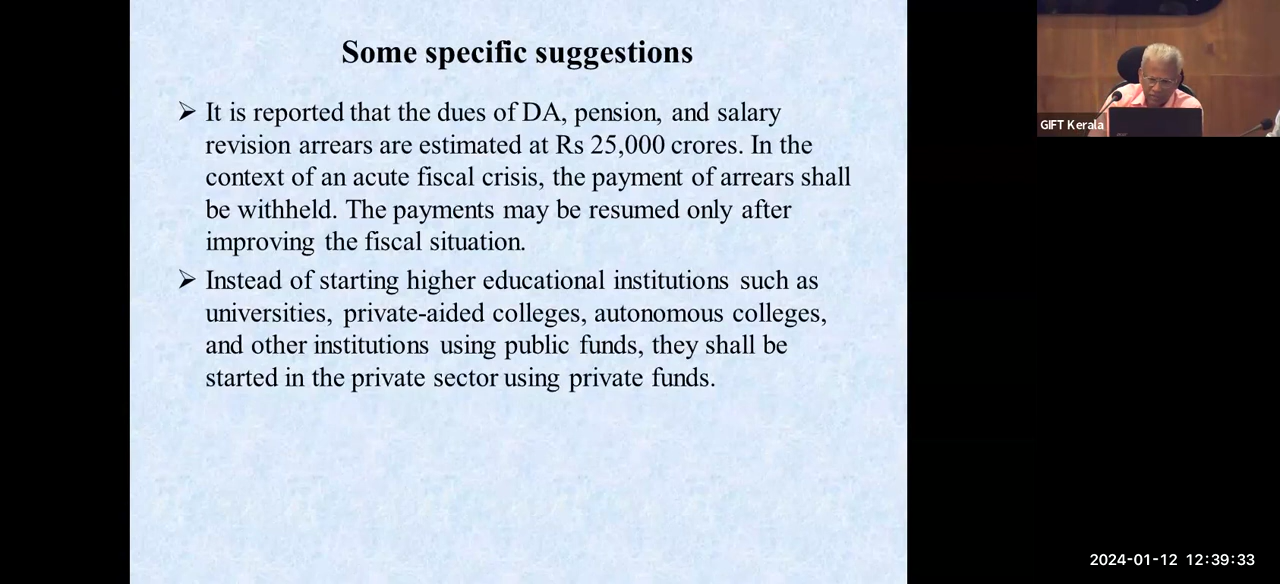 Some specific suggestions
➢ It is reported that the dues of DA, pension, and salary
revision arrears are estimated at Rs 25,000 crores. In the
context of an acute fiscal crisis, the payment of arrears shall
be withheld. The payments may be resumed only after
improving the fiscal situation.
➢ Instead of starting higher educational institutions such as
universities, private-aided colleges, autonomous colleges,
and other institutions using public funds, they shall be
started in the private sector using private funds.
GIFT Kerala
2024-01-12 12:39:33